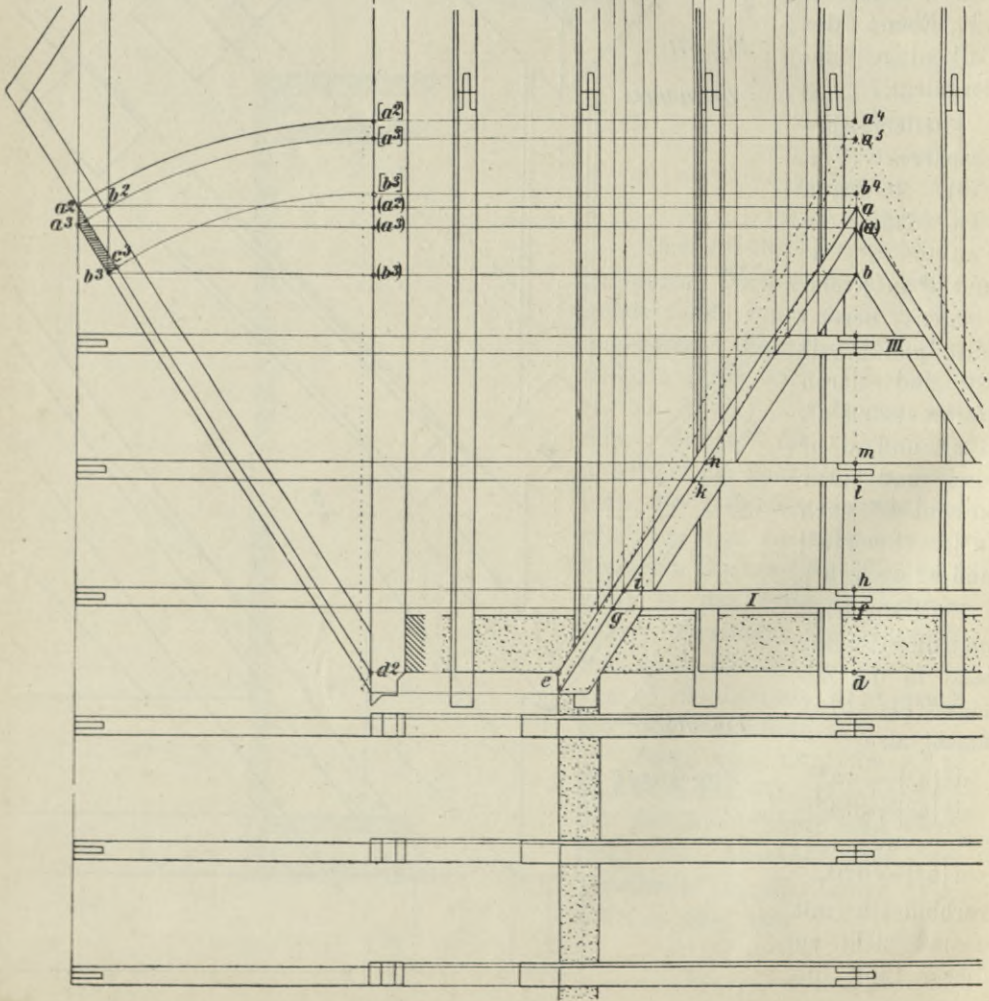 [a²] a⁴
[a³] a⁵
[b³] b⁴
a² b² (a²) a
a³ (a³) (a)
c³
b³ (b³) b
III
n m
k l
i h
g I f
d² e d